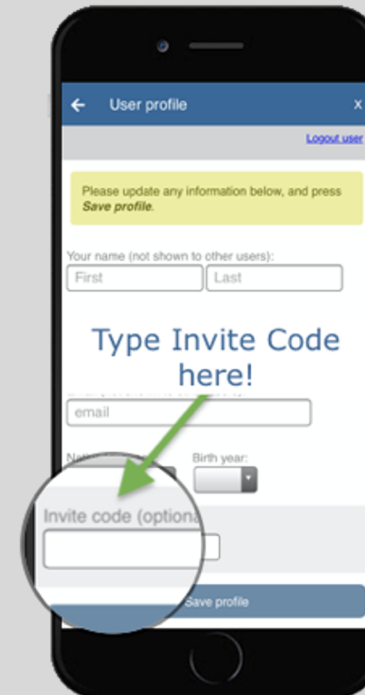 User profile X
Logout user
Please update any information below, and press
Save profile.
Your name (not shown to other users):
First Last
Type Invite Code
here!
email
Birth year:
Invite code (optiona
Save profile